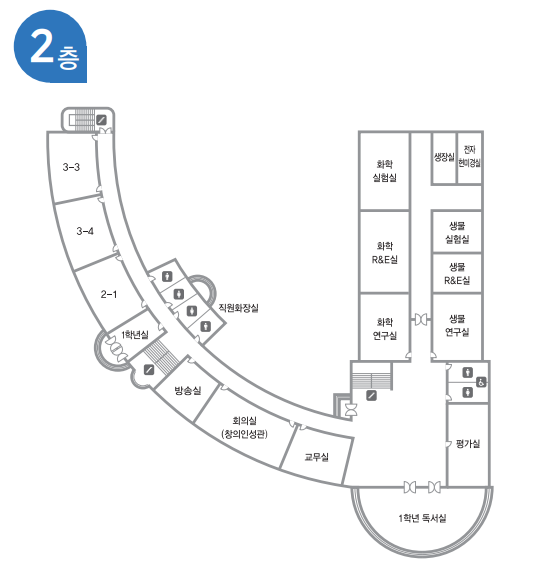 2층
3-3
3-4
2-1
1학년실
방송실
회의실
(창의인성관)
교무실
직원화장실
화학
실험실
화학
R&E실
화학
연구실
생장실
전자
현미경실
생물
실험실
생물
R&E실
생물
연구실
평가실
1학년 독서실